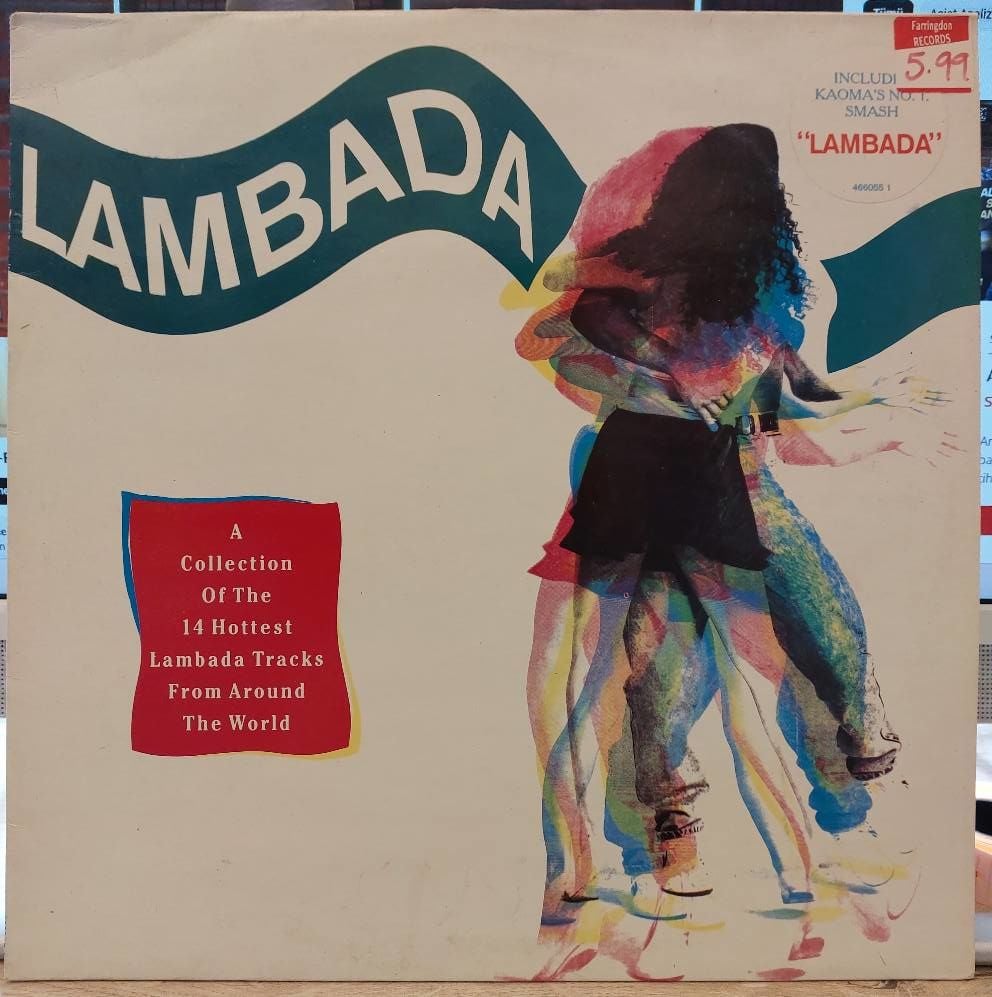 LAMBADA
Farringdon
RECORDS
5.99
INCLUDI
KAOMA'S NO. 1.
SMASH
"LAMBADA"
466055 1
A
Collection
Of The
14 Hottest
Lambada Tracks
From Around
The World